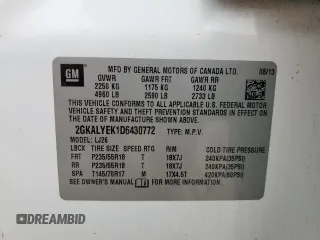 GM
MFD BY GENERAL MOTORS OF CANADA LTD. 08/13
GVWR GAWR FRT GAWR RR
2250 KG 1175 KG 1240 KG
4960 LB 2590 LB 2733 LB
THIS VEHICLE CONFORMS TO ALL APPLICABLE U.S. FEDERAL
MOTOR VEHICLE SAFETY,
THEFT PREVENTION STANDARDS IN EFFECT ON THE DATE OF
MANUFACTURE SHOWN ABOVE.
2GKALYEK1D6430772 TYPE: M.P.V.
MODEL: LJ26
LBCX TIRE SIZE SPEED RTG RIM COLD TIRE PRESSURE
FRT P235/55R18 T 18X7J 240KPA(35PSI)
RR P235/55R18 T 18X7J 240KPA(35PSI)
SPA T145/70R17 M 17X4.5T 420KPA(60PSI)
SEE OWNER'S MANUAL FOR ADDITIONAL INFORMATION.
AUTOHELPERBOT.COM